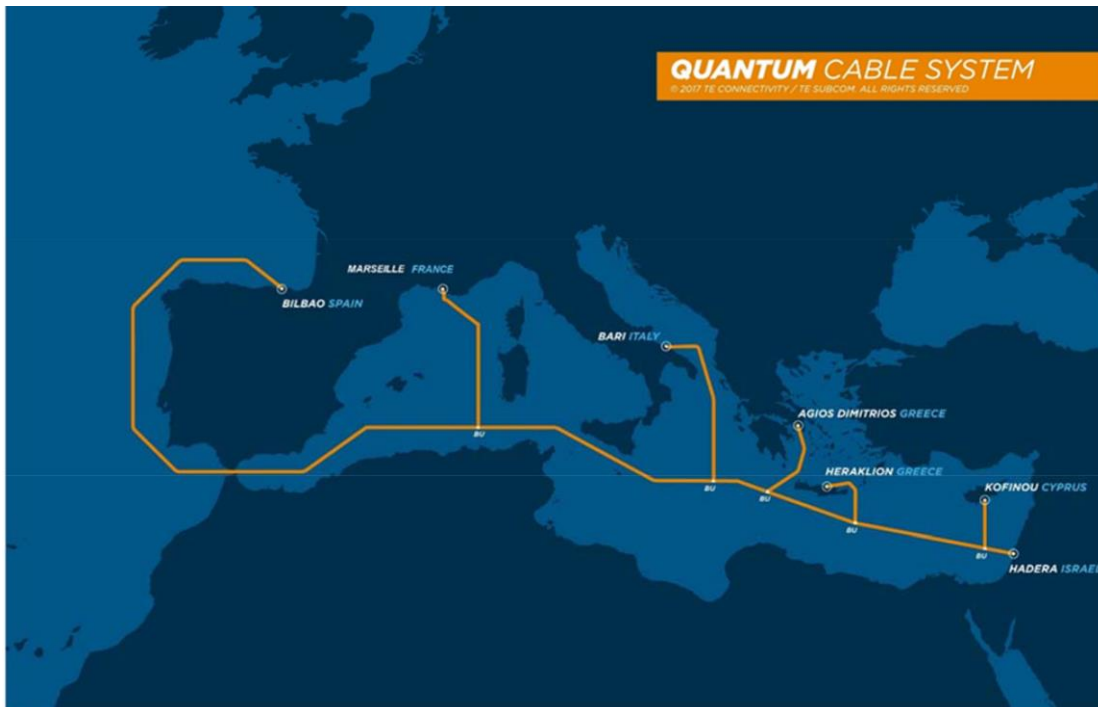 QUANTUM CABLE SYSTEM
© 2017 TE CONNECTIVITY / TE SUBCOM. ALL RIGHTS RESERVED
MARSEILLE FRANCE
BILBAO SPAIN
BARI ITALY
AGIOS DIMITRIOS GREECE
BU
HERAKLION GREECE
BU
BU
KOFINOU CYPRUS
BU
BU
HADERA ISRAEL